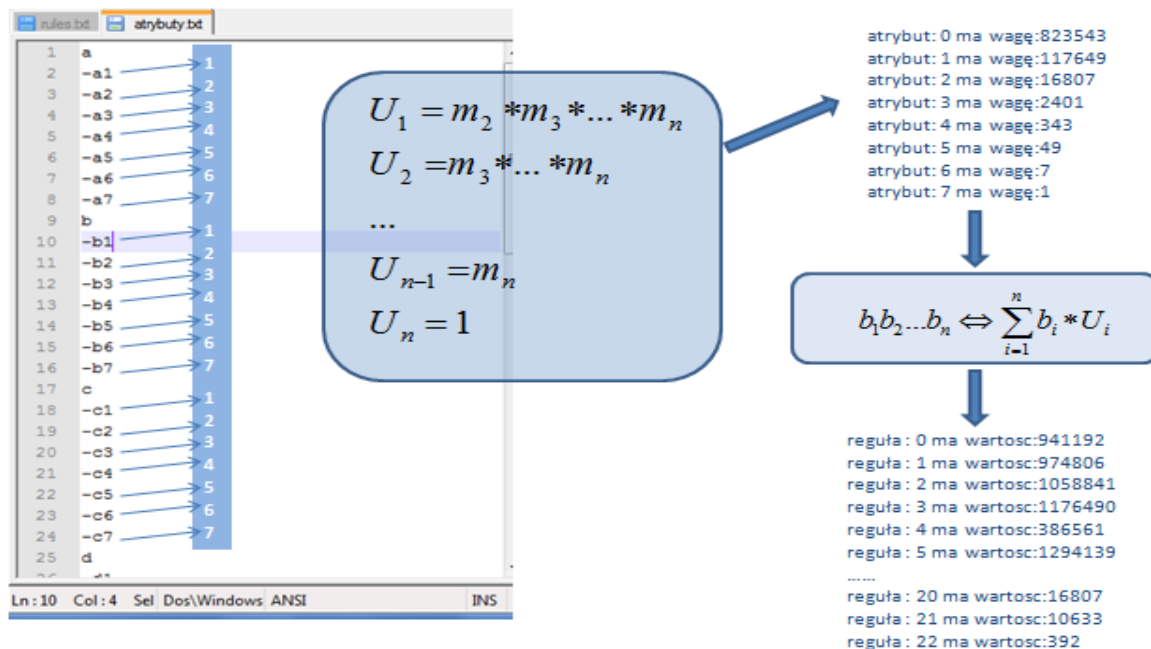 rules.txt
atrybuty.txt
1 a
2 -a1 1
3 -a2 2
4 -a3 3
5 -a4 4
6 -a5 5
7 -a6 6
8 -a7 7
9 b
10 -b1 1
11 -b2 2
12 -b3 3
13 -b4 4
14 -b5 5
15 -b6 6
16 -b7 7
17 c
18 -c1 1
19 -c2 2
20 -c3 3
21 -c4 4
22 -c5 5
23 -c6 6
24 -c7 7
25 d
Ln:10 Col:4 Sel Dos\Windows ANSI INS
U₁ = m₂ *m₃ *... *mₙ
U₂ =m₃ *... *mₙ
...
Uₙ₋₁ =mₙ
Uₙ = 1
atrybut: 0 ma wagę:823543
atrybut: 1 ma wagę:117649
atrybut: 2 ma wagę:16807
atrybut: 3 ma wagę:2401
atrybut: 4 ma wagę:343
atrybut: 5 ma wagę:49
atrybut: 6 ma wagę:7
atrybut: 7 ma wagę:1
b₁b₂...bₙ ⇔ ∑ⁿᵢ₌₁ bᵢ * Uᵢ
reguła : 0 ma wartosc:941192
reguła : 1 ma wartosc:974806
reguła : 2 ma wartosc:1058841
reguła : 3 ma wartosc:1176490
reguła : 4 ma wartosc:386561
reguła : 5 ma wartosc:1294139
......
reguła : 20 ma wartosc:16807
reguła : 21 ma wartosc:10633
reguła : 22 ma wartosc:392